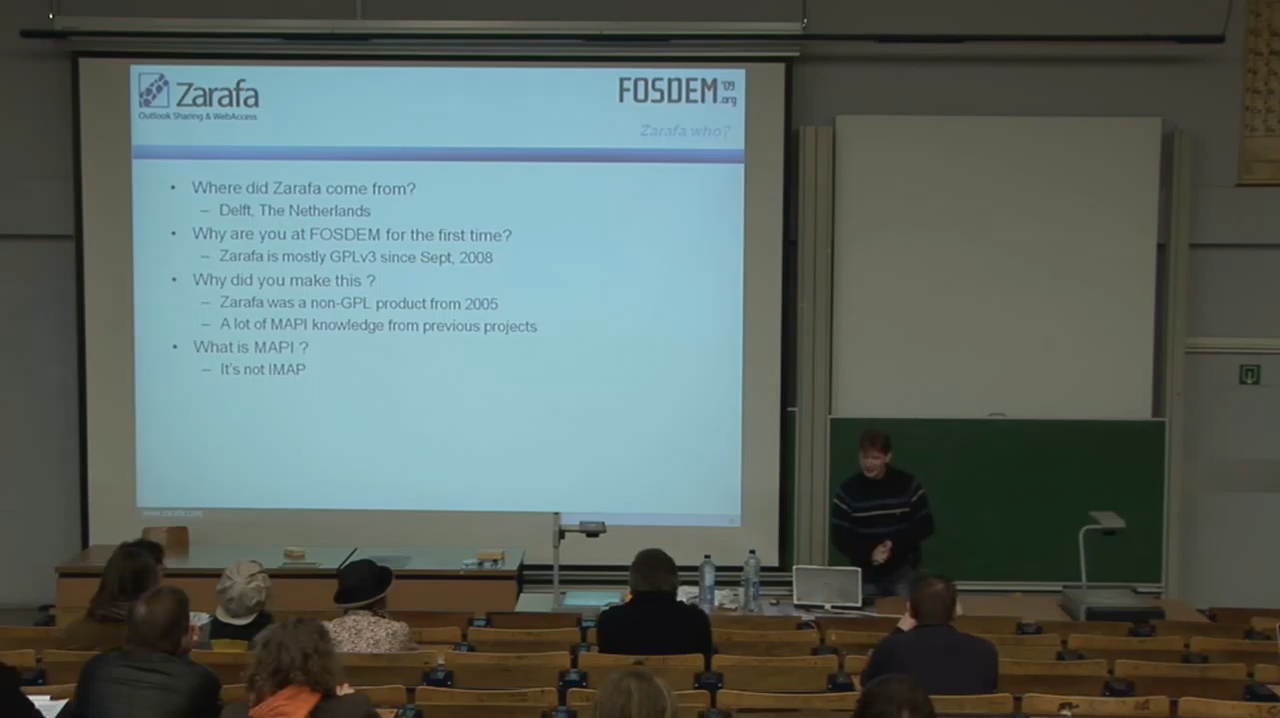 Zarafa
Outlook Sharing & WebAccess
FOSDEM'09.org
Zarafa who?
• Where did Zarafa come from?
– Delft, The Netherlands
• Why are you at FOSDEM for the first time?
– Zarafa is mostly GPLv3 since Sept, 2008
• Why did you make this ?
– Zarafa was a non-GPL product from 2005
– A lot of MAPI knowledge from previous projects
• What is MAPI ?
– It's not IMAP
www.zarafa.com